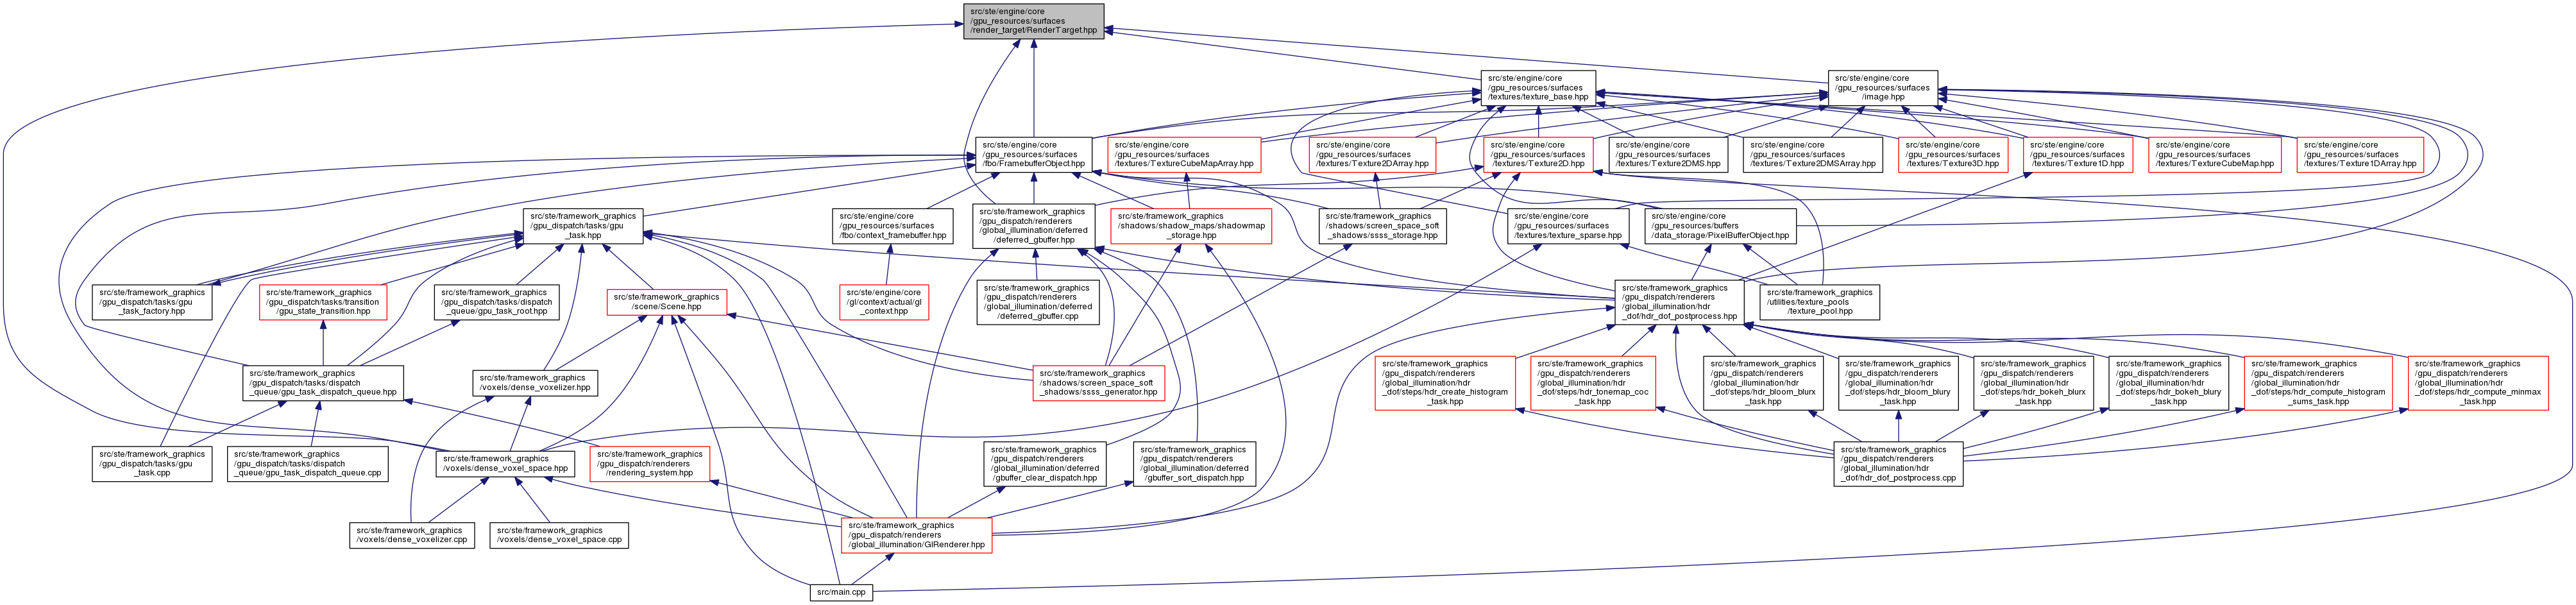 src/ste/engine/core
/gpu_resources/surfaces
/render_target/RenderTarget.hpp
src/ste/engine/core
/gpu_resources/surfaces
/textures/texture_base.hpp
src/ste/engine/core
/gpu_resources/surfaces
/image.hpp
src/ste/engine/core
/gpu_resources/surfaces
/fbo/FramebufferObject.hpp
src/ste/engine/core
/gpu_resources/surfaces
/textures/TextureCubeMapArray.hpp
src/ste/engine/core
/gpu_resources/surfaces
/textures/Texture2DArray.hpp
src/ste/engine/core
/gpu_resources/surfaces
/textures/Texture2D.hpp
src/ste/engine/core
/gpu_resources/surfaces
/textures/Texture2DMS.hpp
src/ste/engine/core
/gpu_resources/surfaces
/textures/Texture2DMSArray.hpp
src/ste/engine/core
/gpu_resources/surfaces
/textures/Texture3D.hpp
src/ste/engine/core
/gpu_resources/surfaces
/textures/Texture1D.hpp
src/ste/engine/core
/gpu_resources/surfaces
/textures/TextureCubeMap.hpp
src/ste/engine/core
/gpu_resources/surfaces
/textures/Texture1DArray.hpp
src/ste/framework_graphics
/gpu_dispatch/tasks/gpu
_task.hpp
src/ste/engine/core
/gpu_resources/surfaces
/fbo/context_framebuffer.hpp
src/ste/framework_graphics
/gpu_dispatch/renderers
/global_illumination/deferred
/deferred_gbuffer.hpp
src/ste/framework_graphics
/shadows/shadow_maps/shadowmap
_storage.hpp
src/ste/framework_graphics
/shadows/screen_space_soft
_shadows/ssss_storage.hpp
src/ste/engine/core
/gpu_resources/surfaces
/textures/texture_sparse.hpp
src/ste/engine/core
/gpu_resources/buffers
/data_storage/PixelBufferObject.hpp
src/ste/framework_graphics
/gpu_dispatch/tasks/gpu
_task_factory.hpp
src/ste/framework_graphics
/gpu_dispatch/tasks/transition
/gpu_state_transition.hpp
src/ste/framework_graphics
/gpu_dispatch/tasks/dispatch
_queue/gpu_task_root.hpp
src/ste/framework_graphics
/scene/Scene.hpp
src/ste/engine/core
/gl/context/actual/gl
_context.hpp
src/ste/framework_graphics
/gpu_dispatch/renderers
/global_illumination/deferred
/deferred_gbuffer.cpp
src/ste/framework_graphics
/gpu_dispatch/renderers
/global_illumination/hdr
_dof/hdr_dof_postprocess.hpp
src/ste/framework_graphics
/utilities/texture_pools
/texture_pool.hpp
src/ste/framework_graphics
/gpu_dispatch/tasks/dispatch
_queue/gpu_task_dispatch_queue.hpp
src/ste/framework_graphics
/voxels/dense_voxelizer.hpp
src/ste/framework_graphics
/shadows/screen_space_soft
_shadows/ssss_generator.hpp
src/ste/framework_graphics
/gpu_dispatch/renderers
/global_illumination/hdr
_dof/steps/hdr_create_histogram
_task.hpp
src/ste/framework_graphics
/gpu_dispatch/renderers
/global_illumination/hdr
_dof/steps/hdr_tonemap_coc
_task.hpp
src/ste/framework_graphics
/gpu_dispatch/renderers
/global_illumination/hdr
_dof/steps/hdr_bloom_blurx
_task.hpp
src/ste/framework_graphics
/gpu_dispatch/renderers
/global_illumination/hdr
_dof/steps/hdr_bloom_blury
_task.hpp
src/ste/framework_graphics
/gpu_dispatch/renderers
/global_illumination/hdr
_dof/steps/hdr_bokeh_blurx
_task.hpp
src/ste/framework_graphics
/gpu_dispatch/renderers
/global_illumination/hdr
_dof/steps/hdr_bokeh_blury
_task.hpp
src/ste/framework_graphics
/gpu_dispatch/renderers
/global_illumination/hdr
_dof/steps/hdr_compute_histogram
_sums_task.hpp
src/ste/framework_graphics
/gpu_dispatch/renderers
/global_illumination/hdr
_dof/steps/hdr_compute_minmax
_task.hpp
src/ste/framework_graphics
/gpu_dispatch/tasks/gpu
_task.cpp
src/ste/framework_graphics
/gpu_dispatch/tasks/dispatch
_queue/gpu_task_dispatch_queue.cpp
src/ste/framework_graphics
/voxels/dense_voxel_space.hpp
src/ste/framework_graphics
/gpu_dispatch/renderers
/rendering_system.hpp
src/ste/framework_graphics
/gpu_dispatch/renderers
/global_illumination/deferred
/gbuffer_clear_dispatch.hpp
src/ste/framework_graphics
/gpu_dispatch/renderers
/global_illumination/deferred
/gbuffer_sort_dispatch.hpp
src/ste/framework_graphics
/gpu_dispatch/renderers
/global_illumination/hdr
_dof/hdr_dof_postprocess.cpp
src/ste/framework_graphics
/voxels/dense_voxelizer.cpp
src/ste/framework_graphics
/voxels/dense_voxel_space.cpp
src/ste/framework_graphics
/gpu_dispatch/renderers
/global_illumination/GIRenderer.hpp
src/main.cpp